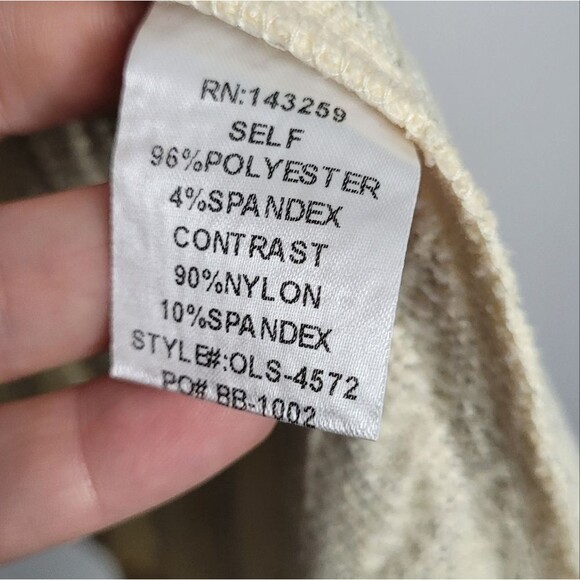 RN:143259
SELF
96%POLYESTER
4%SPANDEX
CONTRAST
90%NYLON
10%SPANDEX
STYLE#:OLS-4572
PO# BB-1002